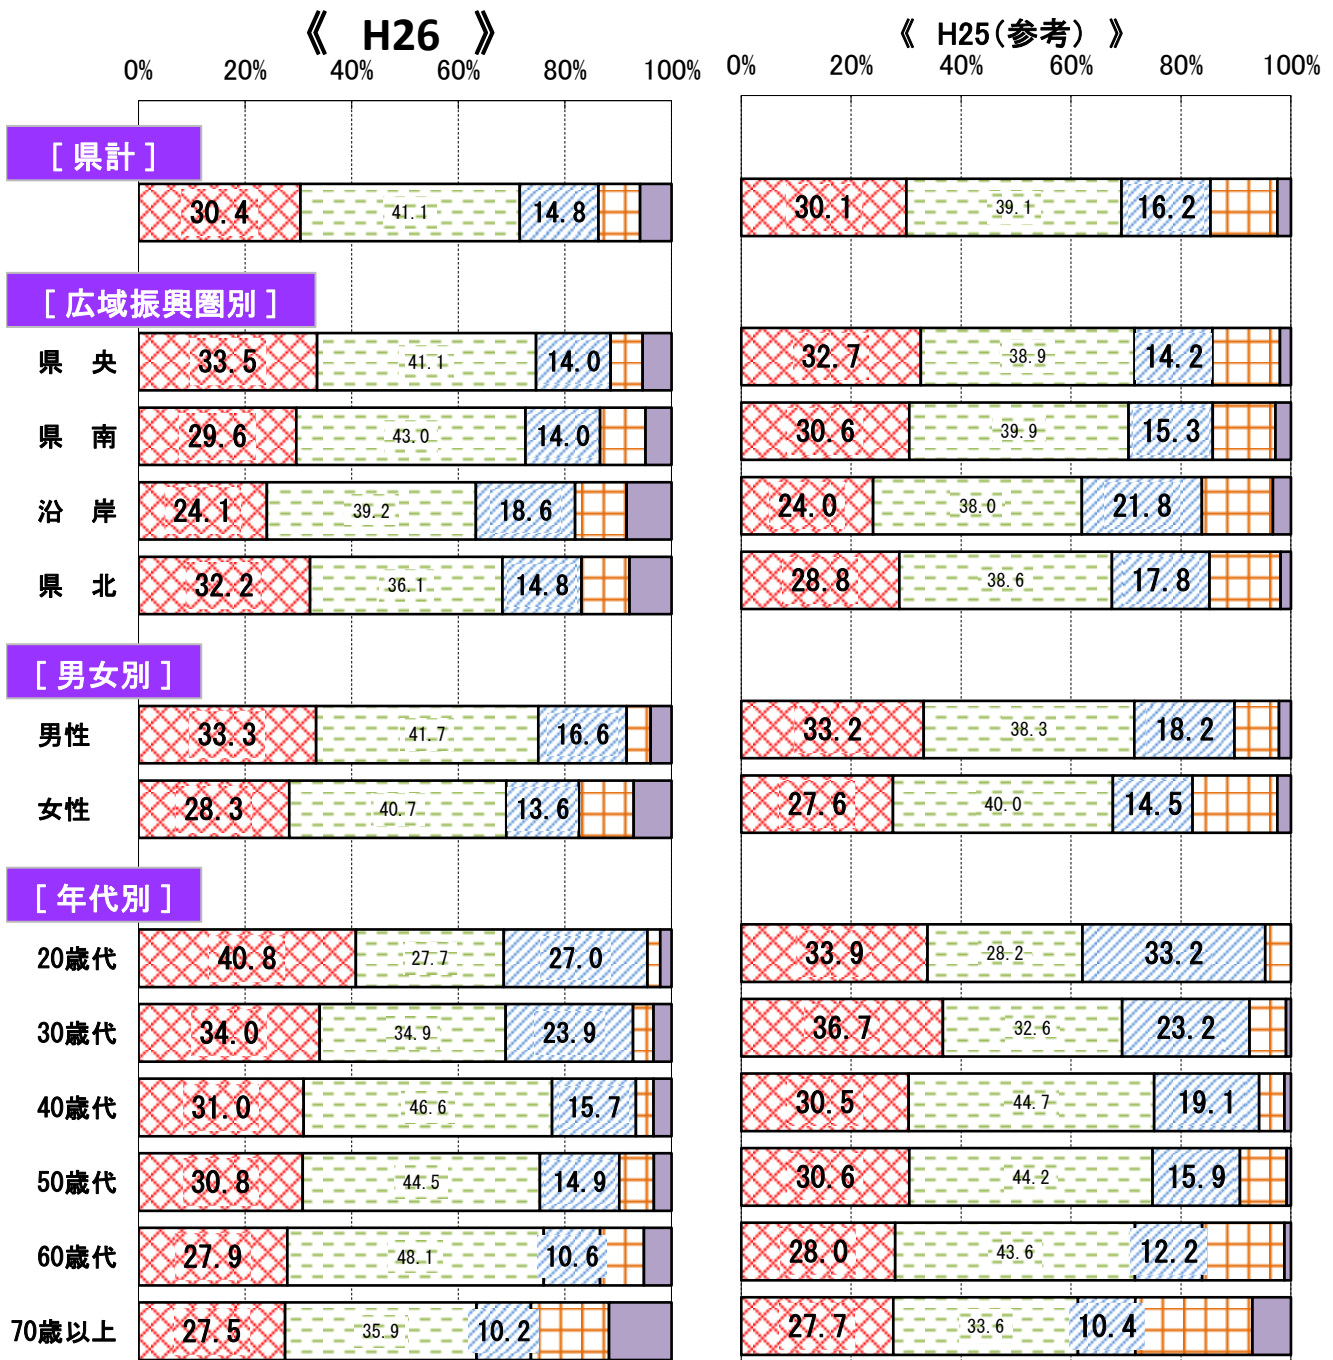 《 H26 》
《 H25(参考) 》
0% 20% 40% 60% 80% 100%
0% 20% 40% 60% 80% 100%
[ 県計 ]
30.4 41.1 14.8
30.1 39.1 16.2
[ 広域振興圏別 ]
県 央 33.5 41.1 14.0
32.7 38.9 14.2
県 南 29.6 43.0 14.0
30.6 39.9 15.3
沿 岸 24.1 39.2 18.6
24.0 38.0 21.8
県 北 32.2 36.1 14.8
28.8 38.6 17.8
[ 男女別 ]
男性 33.3 41.7 16.6
33.2 38.3 18.2
女性 28.3 40.7 13.6
27.6 40.0 14.5
[ 年代別 ]
20歳代 40.8 27.7 27.0
33.9 28.2 33.2
30歳代 34.0 34.9 23.9
36.7 32.6 23.2
40歳代 31.0 46.6 15.7
30.5 44.7 19.1
50歳代 30.8 44.5 14.9
30.6 44.2 15.9
60歳代 27.9 48.1 10.6
28.0 43.6 12.2
70歳以上 27.5 35.9 10.2
27.7 33.6 10.4